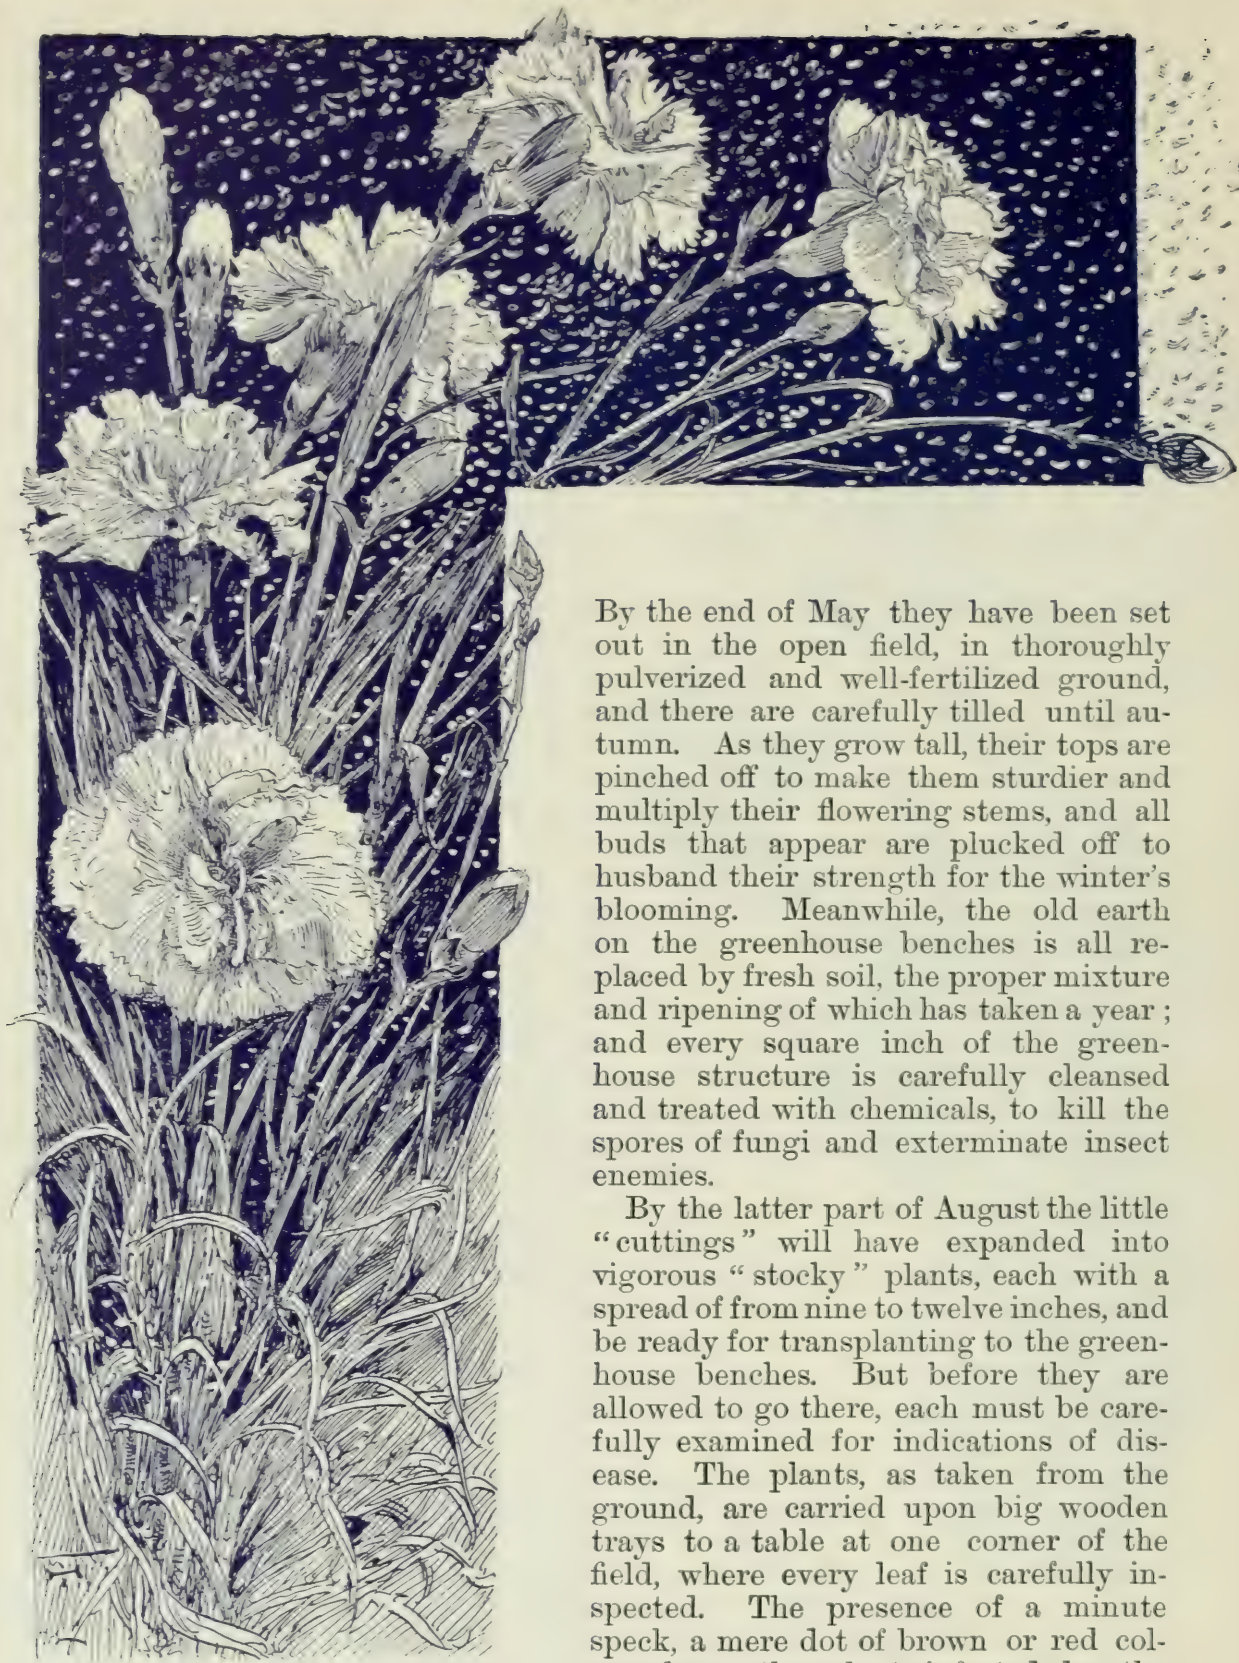 By the end of May they have been set
out in the open field, in thoroughly
pulverized and well-fertilized ground,
and there are carefully tilled until au-
tumn. As they grow tall, their tops are
pinched off to make them sturdier and
multiply their flowering stems, and all
buds that appear are plucked off to
husband their strength for the winter's
blooming. Meanwhile, the old earth
on the greenhouse benches is all re-
placed by fresh soil, the proper mixture
and ripening of which has taken a year ;
and every square inch of the green-
house structure is carefully cleansed
and treated with chemicals, to kill the
spores of fungi and exterminate insect
enemies.
By the latter part of August the little
“cuttings” will have expanded into
vigorous “ stocky ” plants, each with a
spread of from nine to twelve inches, and
be ready for transplanting to the green-
house benches. But before they are
allowed to go there, each must be care-
fully examined for indications of dis-
ease. The plants, as taken from the
ground, are carried upon big wooden
trays to a table at one corner of the
field, where every leaf is carefully in-
spected. The presence of a minute
speck, a mere dot of brown or red col-